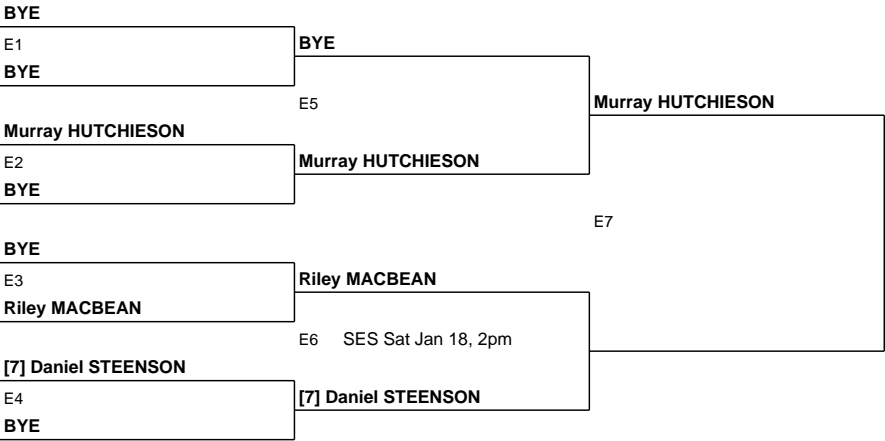 BYE
E1
BYE
BYE
E5
Murray HUTCHIESON
Murray HUTCHIESON
E2
Murray HUTCHIESON
BYE
E7
BYE
E3
Riley MACBEAN
Riley MACBEAN
E6 SES Sat Jan 18, 2pm
[7] Daniel STEENSON
E4
[7] Daniel STEENSON
BYE